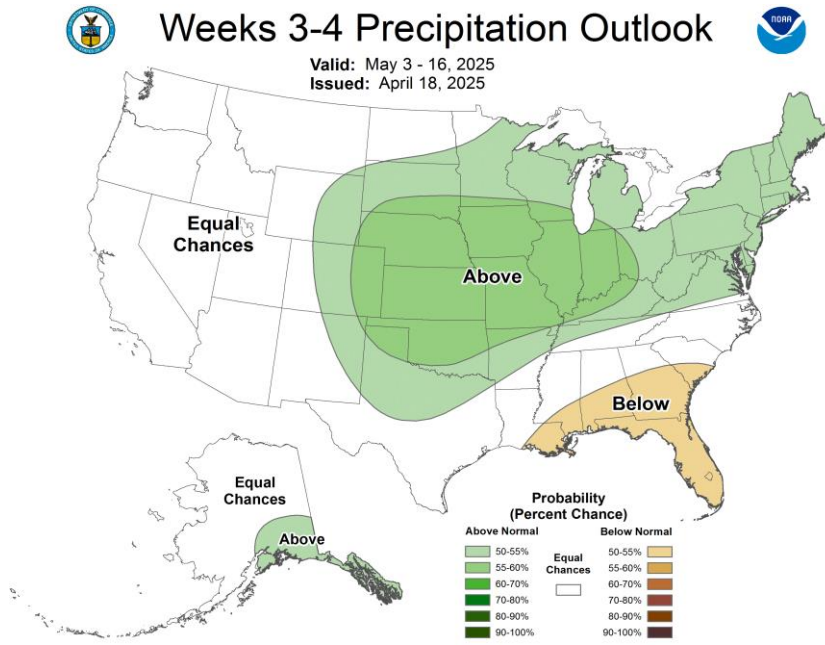 Weeks 3-4 Precipitation Outlook
NOAA
Valid: May 3 - 16, 2025
Issued: April 18, 2025
Equal
Chances
Above
Below
Equal
Chances
Above
Probability
(Percent Chance)
Above Normal
Below Normal
50-55%
55-60%
60-70%
70-80%
80-90%
90-100%
Equal
Chances
50-55%
55-60%
60-70%
70-80%
80-90%
90-100%